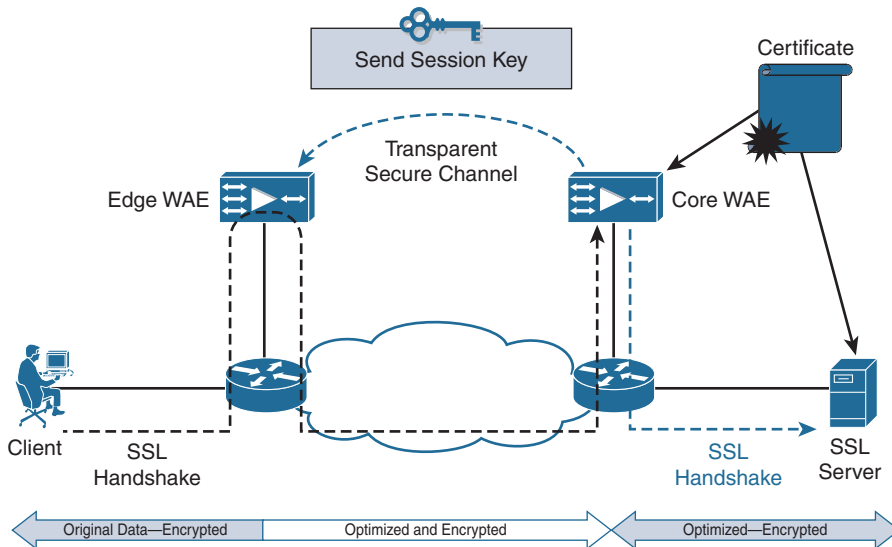 Send Session Key
Certificate
Transparent
Secure Channel
Edge WAE
Core WAE
Client
SSL
Handshake
SSL
Handshake
SSL
Server
Original Data—Encrypted
Optimized and Encrypted
Optimized—Encrypted